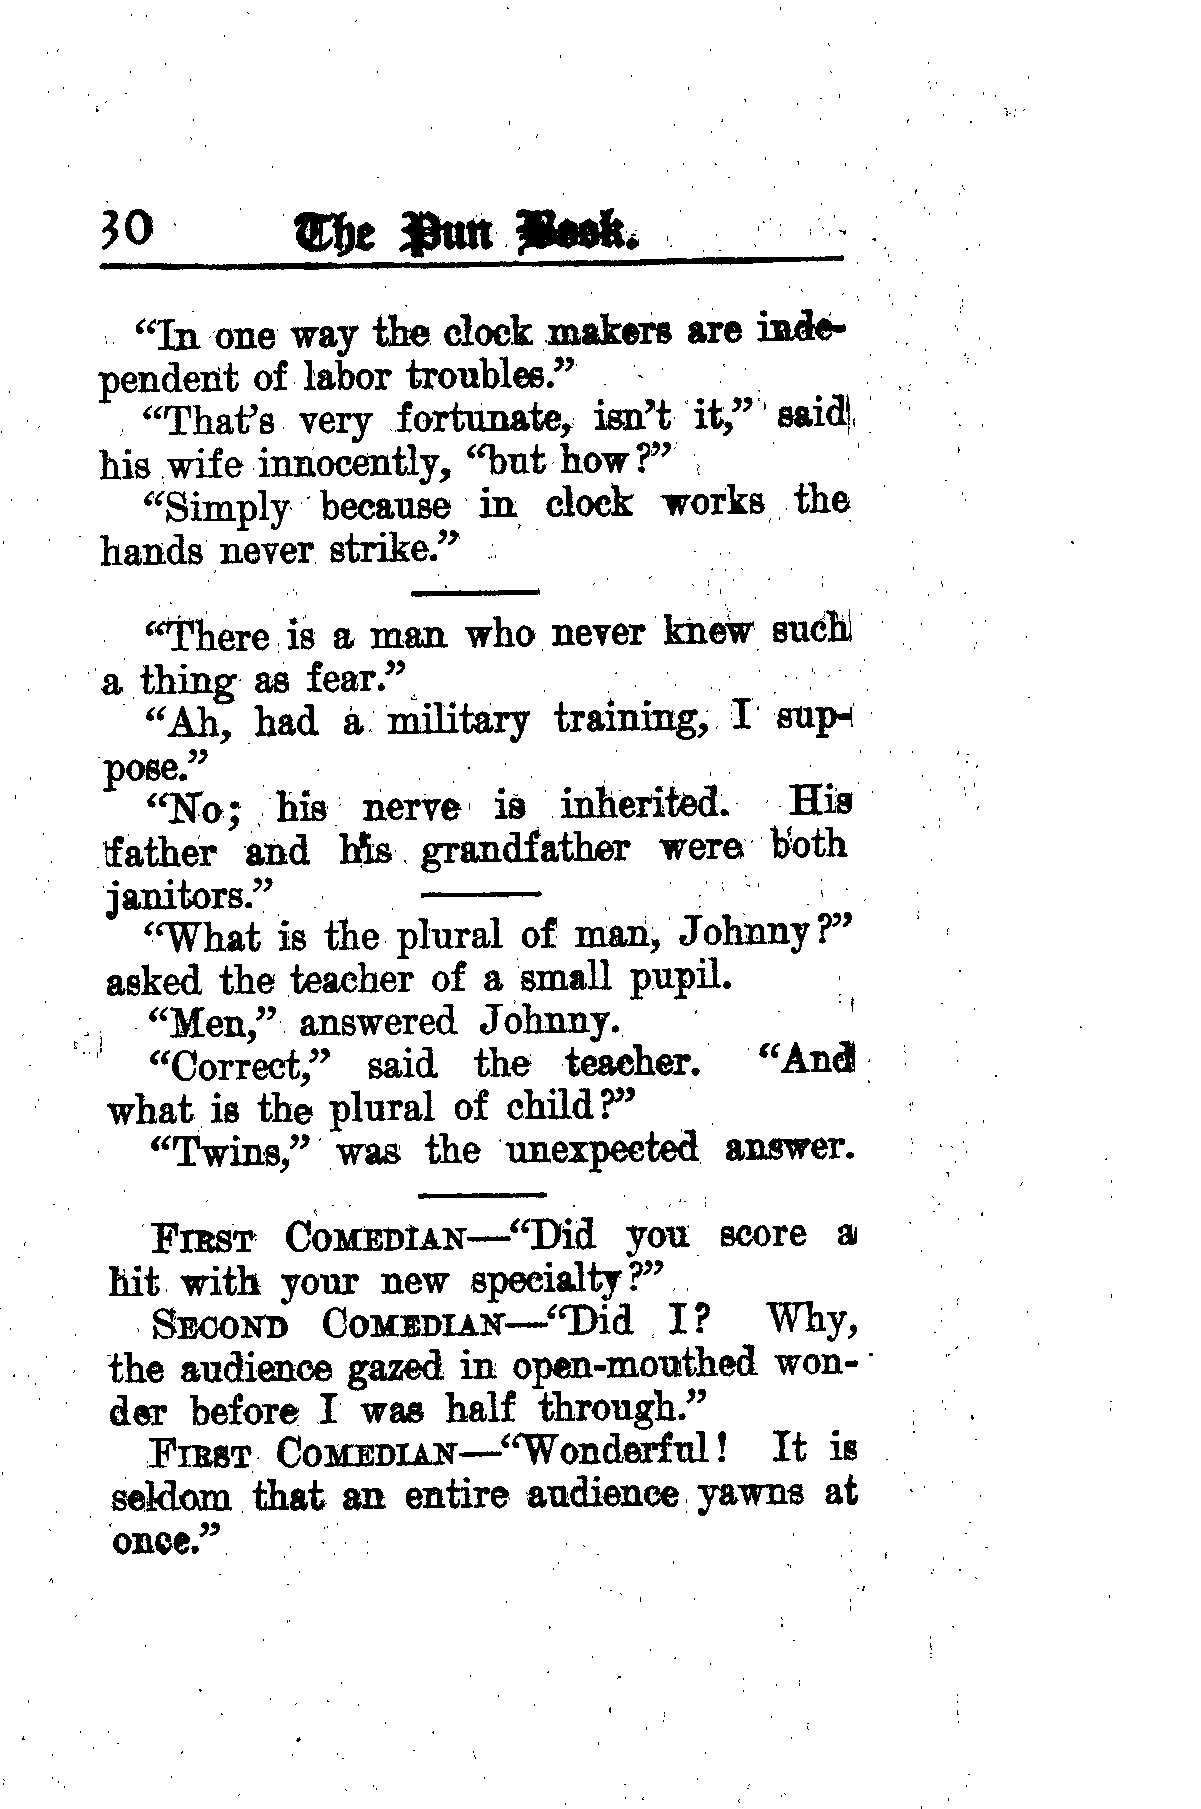 30 The Pun Book.
“In one way the clock makers are inde-
pendent of labor troubles.”
“That’s very fortunate, isn’t it,” said
his wife innocently, “but how?”
“Simply because in clock works the
hands never strike.”
“There is a man who never knew such
a thing as fear.”
“Ah, had a military training, I sup-
pose.”
“No; his nerve is inherited. His
father and his grandfather were both
janitors.”
“What is the plural of man, Johnny?”
asked the teacher of a small pupil.
“Men,” answered Johnny.
“Correct,” said the teacher. “And
what is the plural of child?”
“Twins,” was the unexpected answer.
FIRST COMEDIAN—“Did you score a
hit with your new specialty?”
SECOND COMEDIAN—“Did I? Why,
the audience gazed in open-mouthed won-
der before I was half through.”
FIRST COMEDIAN—“Wonderful! It is
seldom that an entire audience yawns at
once.”